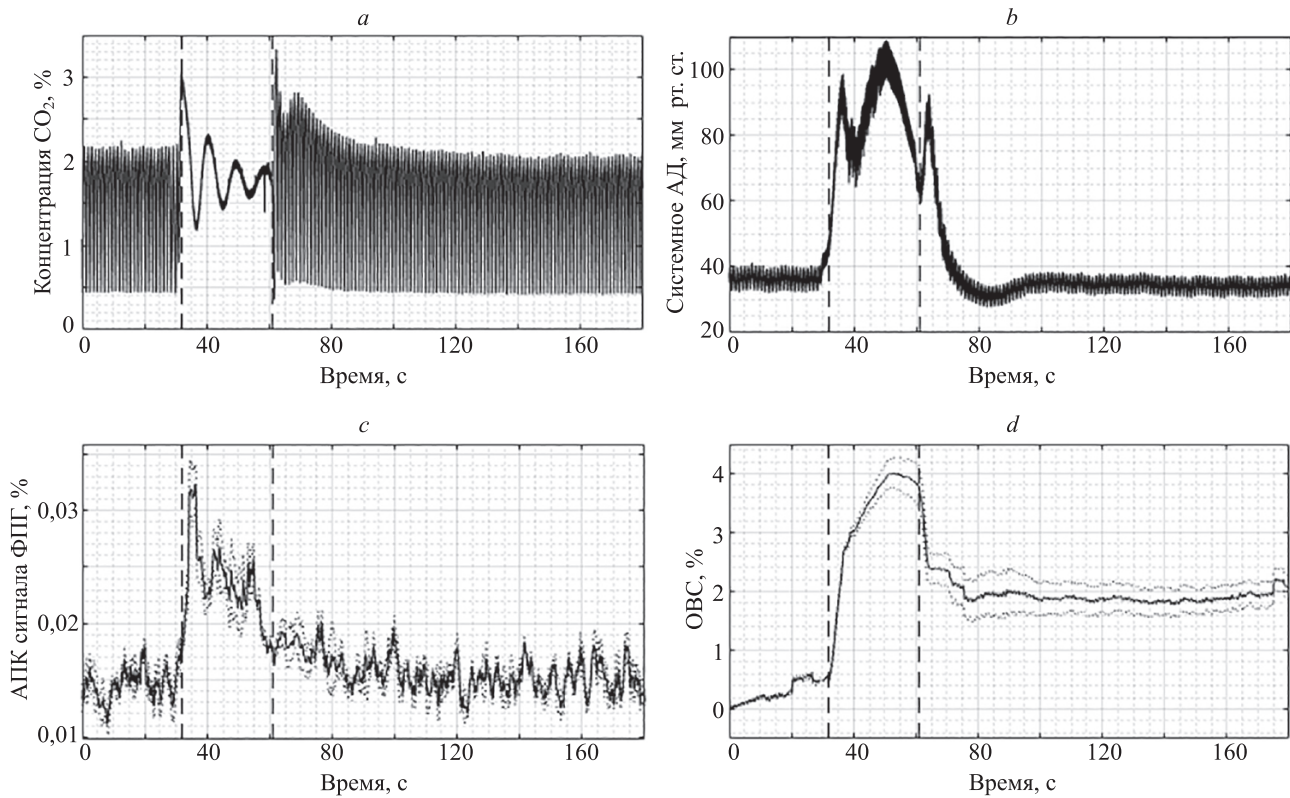 a
Концентрация CO₂, %
3
2
1
0
0 40 80 120 160
Время, с
b
Системное АД, мм рт. ст.
100
80
60
40
20
0 40 80 120 160
Время, с
c
АПК сигнала ФПГ, %
0,03
0,02
0,01
0 40 80 120 160
Время, с
d
ОВС, %
4
3
2
1
0
0 40 80 120 160
Время, с